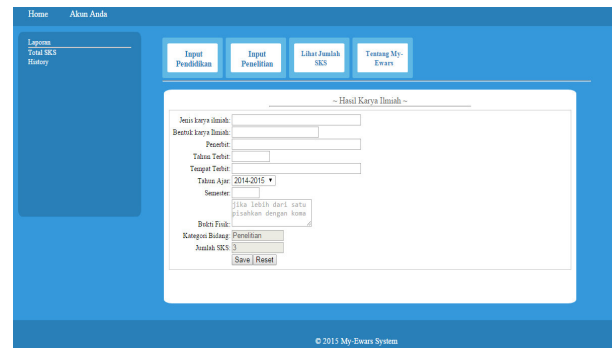 Home Akun Anda
Laporan
Total SKS
History
Input Pendidikan
Input Penelitian
Lihat Jumlah SKS
Tentang My-Ewars
~ Hasil Karya Ilmiah ~
Jenis karya ilmiah:
Bentuk karya Ilmiah:
Penerbit:
Tahun Terbit:
Tempat Terbit:
Tahun Ajar: 2014-2015
Semester:
jika lebih dari satu
pisahkan dengan koma
Bukti Fisik:
Kategori Bidang: Penelitian
Jumlah SKS: 3
Save Reset
© 2015 My-Ewars System